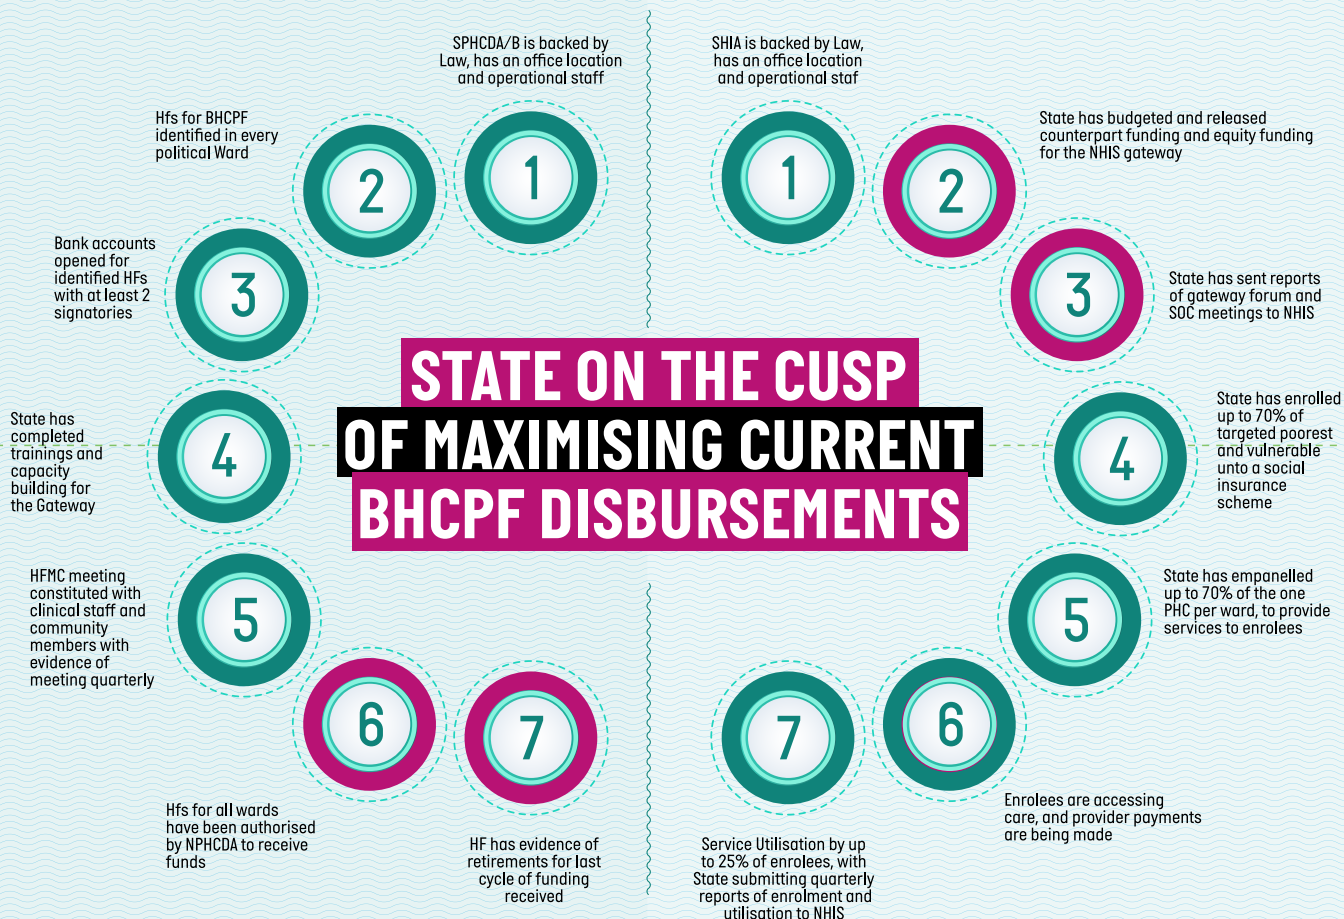 SPHCDA/B is backed by
Law, has an office location
and operational staff
1
Hfs for BHCPF
identified in every
political Ward
2
Bank accounts
opened for
identified HFs
with at least 2
signatories
3
State has
completed
trainings and
capacity
building for
the Gateway
4
HFMC meeting
constituted with
clinical staff and
community
members with
evidence of
meeting quarterly
5
6
Hfs for all wards
have been authorised
by NPHCDA to receive
funds
7
HF has evidence of
retirements for last
cycle of funding
received
STATE ON THE CUSP
OF MAXIMISING CURRENT
BHCPF DISBURSEMENTS
SHIA is backed by Law,
has an office location
and operational staf
1
State has budgeted and released
counterpart funding and equity funding
for the NHIS gateway
2
3
State has sent reports
of gateway forum and
SOC meetings to NHIS
4
State has enrolled
up to 70% of
targeted poorest
and vulnerable
unto a social
insurance
scheme
5
State has empanelled
up to 70% of the one
PHC per ward, to provide
services to enrolees
6
Enrolees are accessing
care, and provider payments
are being made
7
Service Utilisation by up
to 25% of enrolees, with
State submitting quarterly
reports of enrolment and
utilisation to NHIS